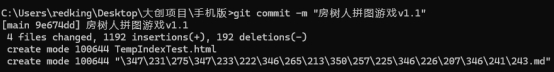 C:\Users\redking\Desktop\大创项目\手机版>git commit -m "房树人拼图游戏v1.1"
[main 9e674dd] 房树人拼图游戏v1.1
 4 files changed, 1192 insertions(+), 192 deletions(-)
 create mode 100644 TempIndexTest.html
 create mode 100644 "\347\231\275\347\233\222\346\265\213\350\257\225\346\226\207\346\241\243.md"